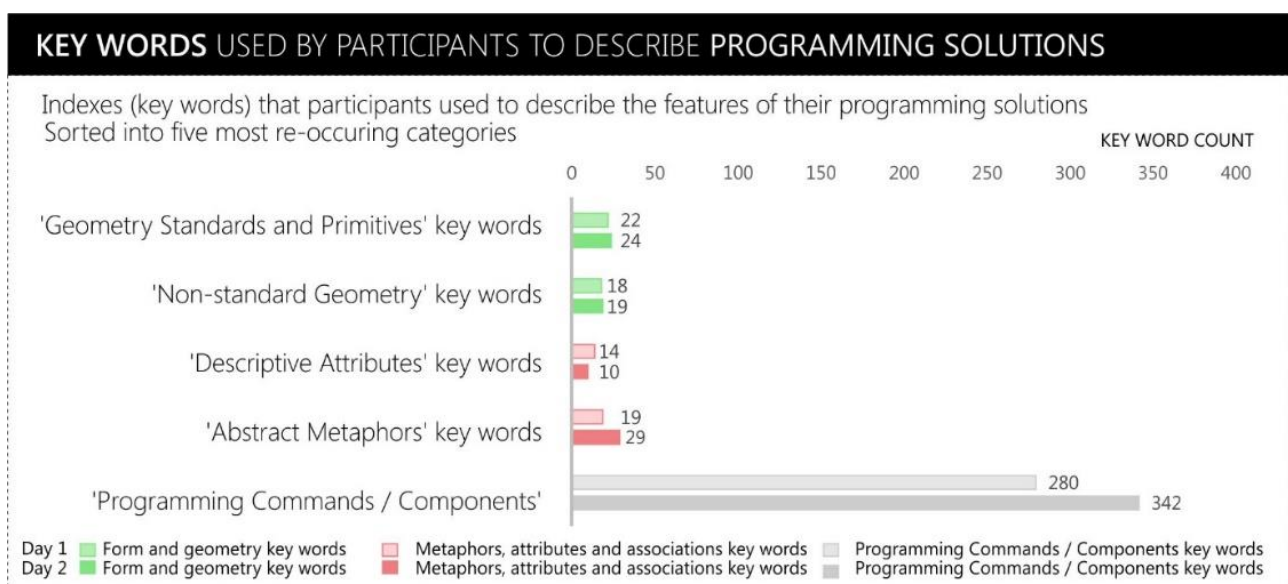 KEY WORDS USED BY PARTICIPANTS TO DESCRIBE PROGRAMMING SOLUTIONS
Indexes (key words) that participants used to describe the features of their programming solutions
Sorted into five most re-occuring categories
KEY WORD COUNT
0 50 100 150 200 250 300 350 400
'Geometry Standards and Primitives' key words
22
24
'Non-standard Geometry' key words
18
19
'Descriptive Attributes' key words
14
10
'Abstract Metaphors' key words
19
29
'Programming Commands / Components'
280
342
Day 1 Form and geometry key words Metaphors, attributes and associations key words Programming Commands / Components key words
Day 2 Form and geometry key words Metaphors, attributes and associations key words Programming Commands / Components key words